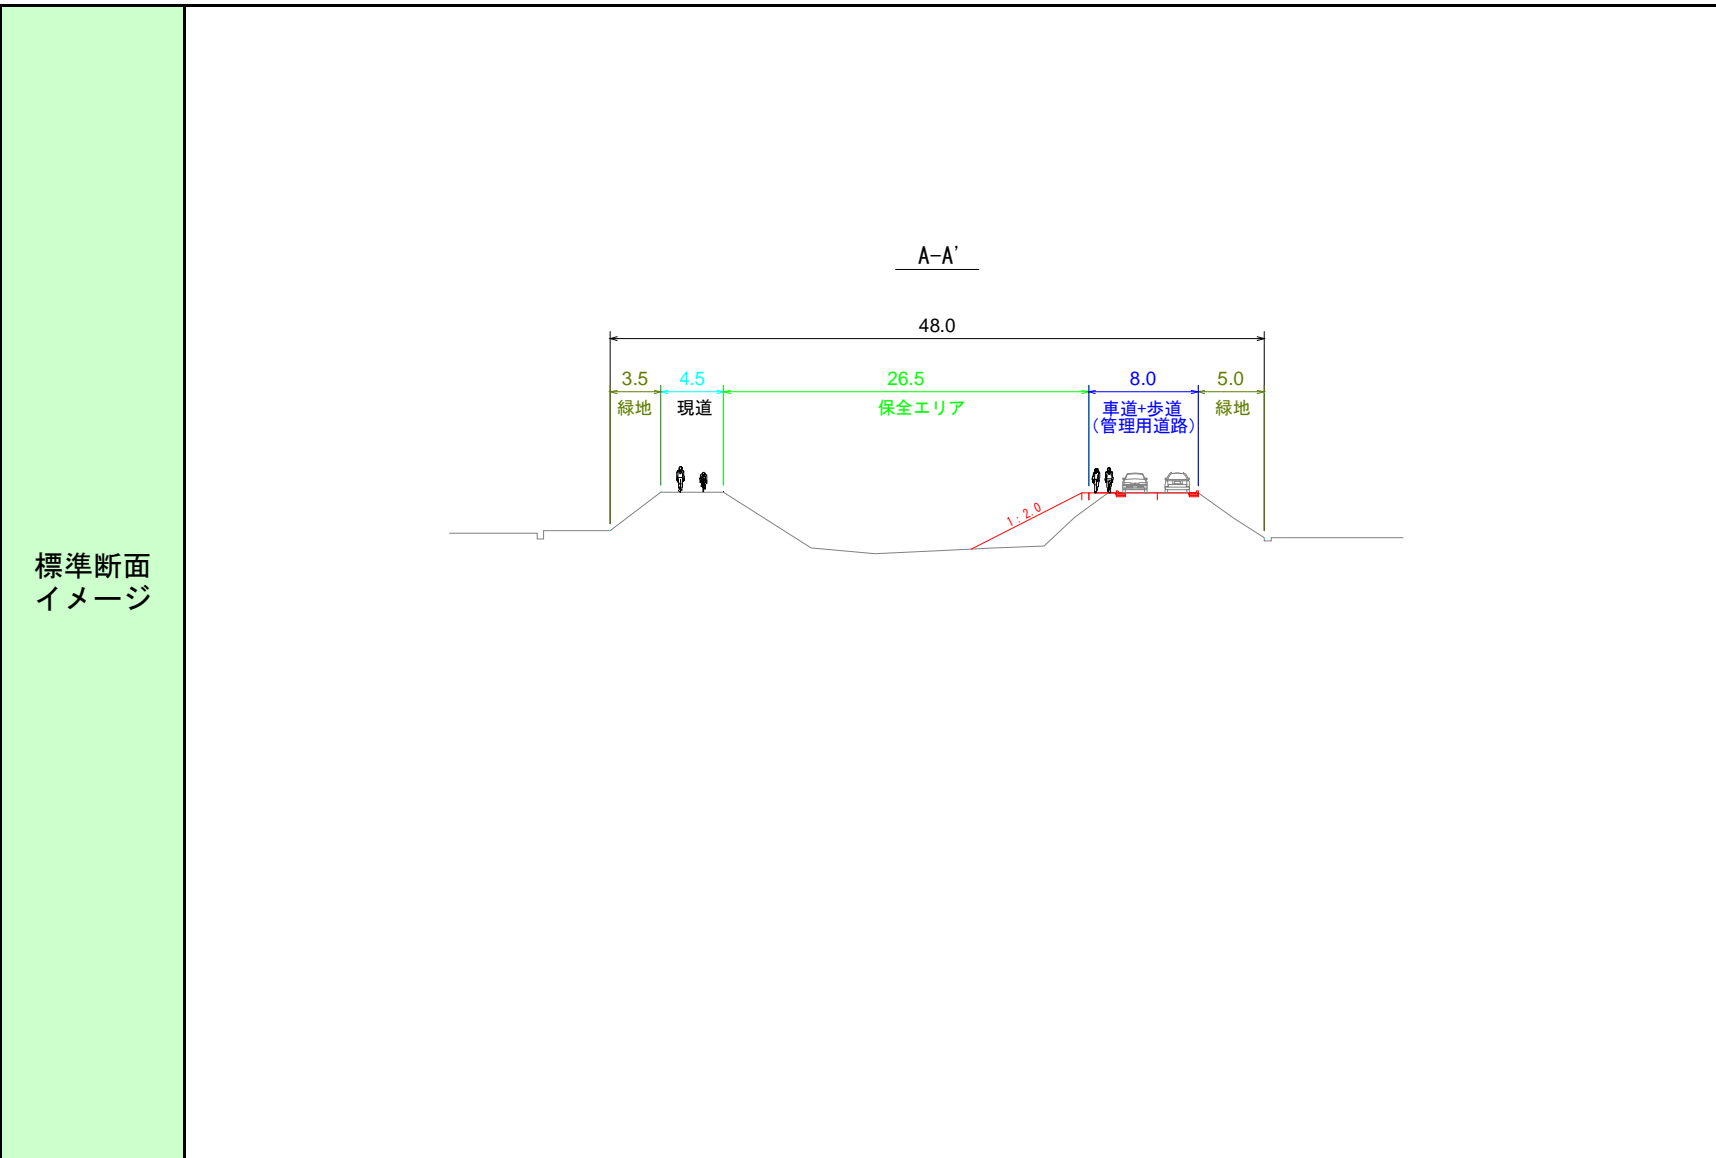 標準断面
イメージ
A-A'
48.0
3.5
4.5
26.5
8.0
5.0
緑地
現道
保全エリア
車道+歩道
(管理用道路)
緑地
1:2.0